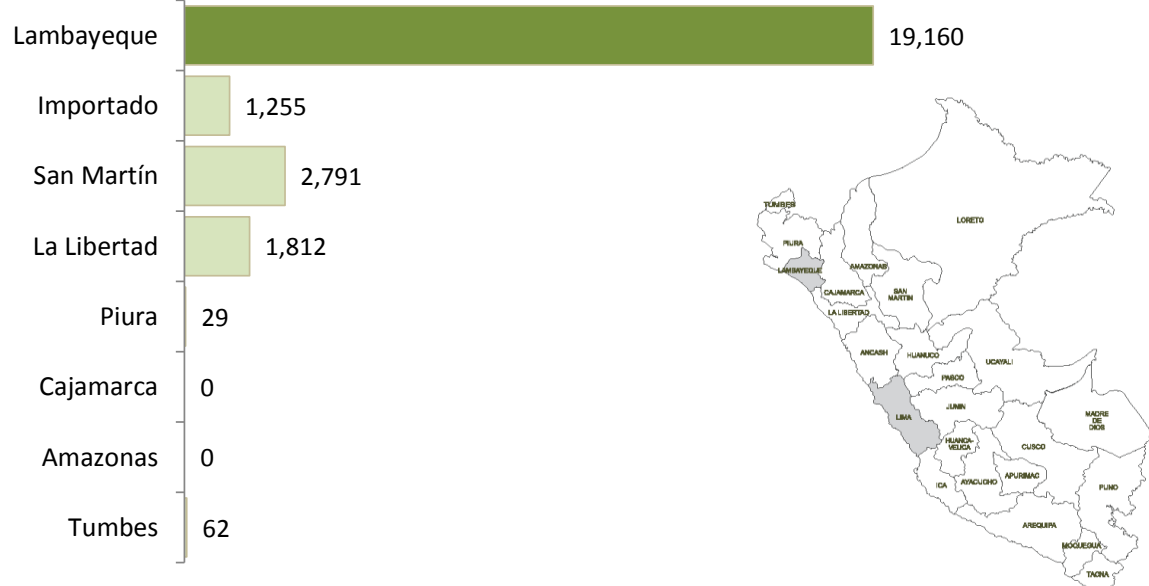 Lambayeque 19,160
Importado 1,255
San Martín 2,791
La Libertad 1,812
Piura 29
Cajamarca 0
Amazonas 0
Tumbes 62
TUMBES
LORETO
PIURA
LAMBAYEQUE
AMAZONAS
CAJAMARCA
SAN
MARTIN
LA LIBERTAD
ANCASH
HUANUCO
UCAYALI
PASCO
LIMA
JUNIN
MADRE
DE
DIOS
HUANCA-
VELICA
CUSCO
ICA
AYACUCHO
APURIMAC
PUNO
AREQUIPA
MOQUEGUA
TACNA